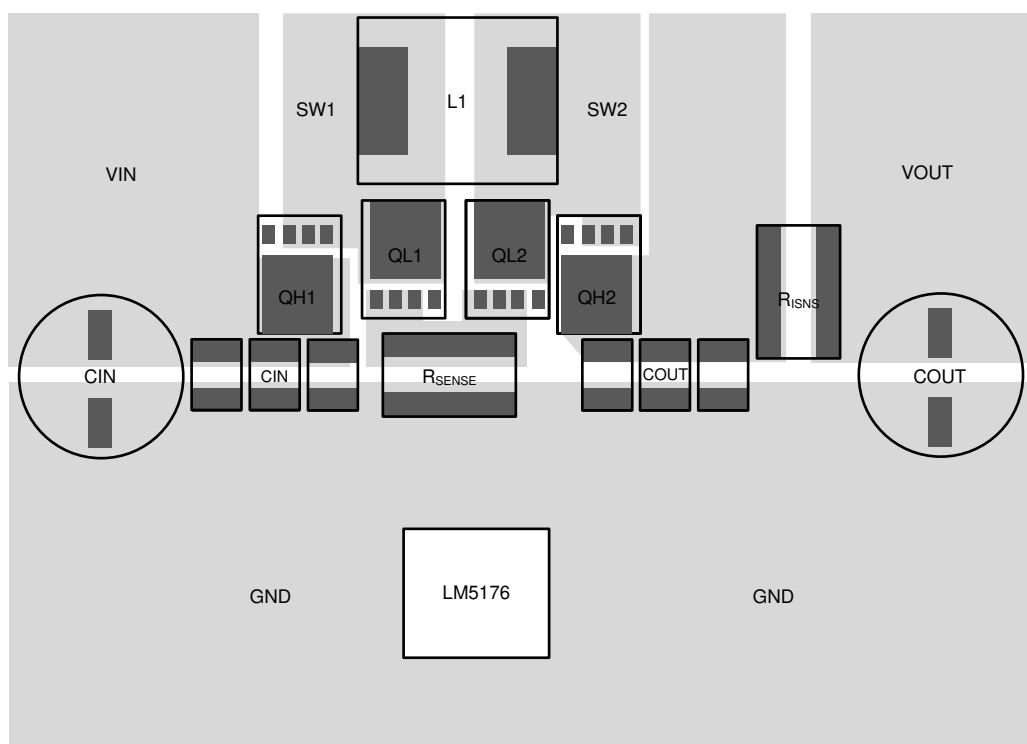 L1
SW1
SW2
VIN
VOUT
QL1
QL2
QH1
QH2
RISNS
CIN
CIN
RSENSE
COUT
COUT
LM5176
GND
GND